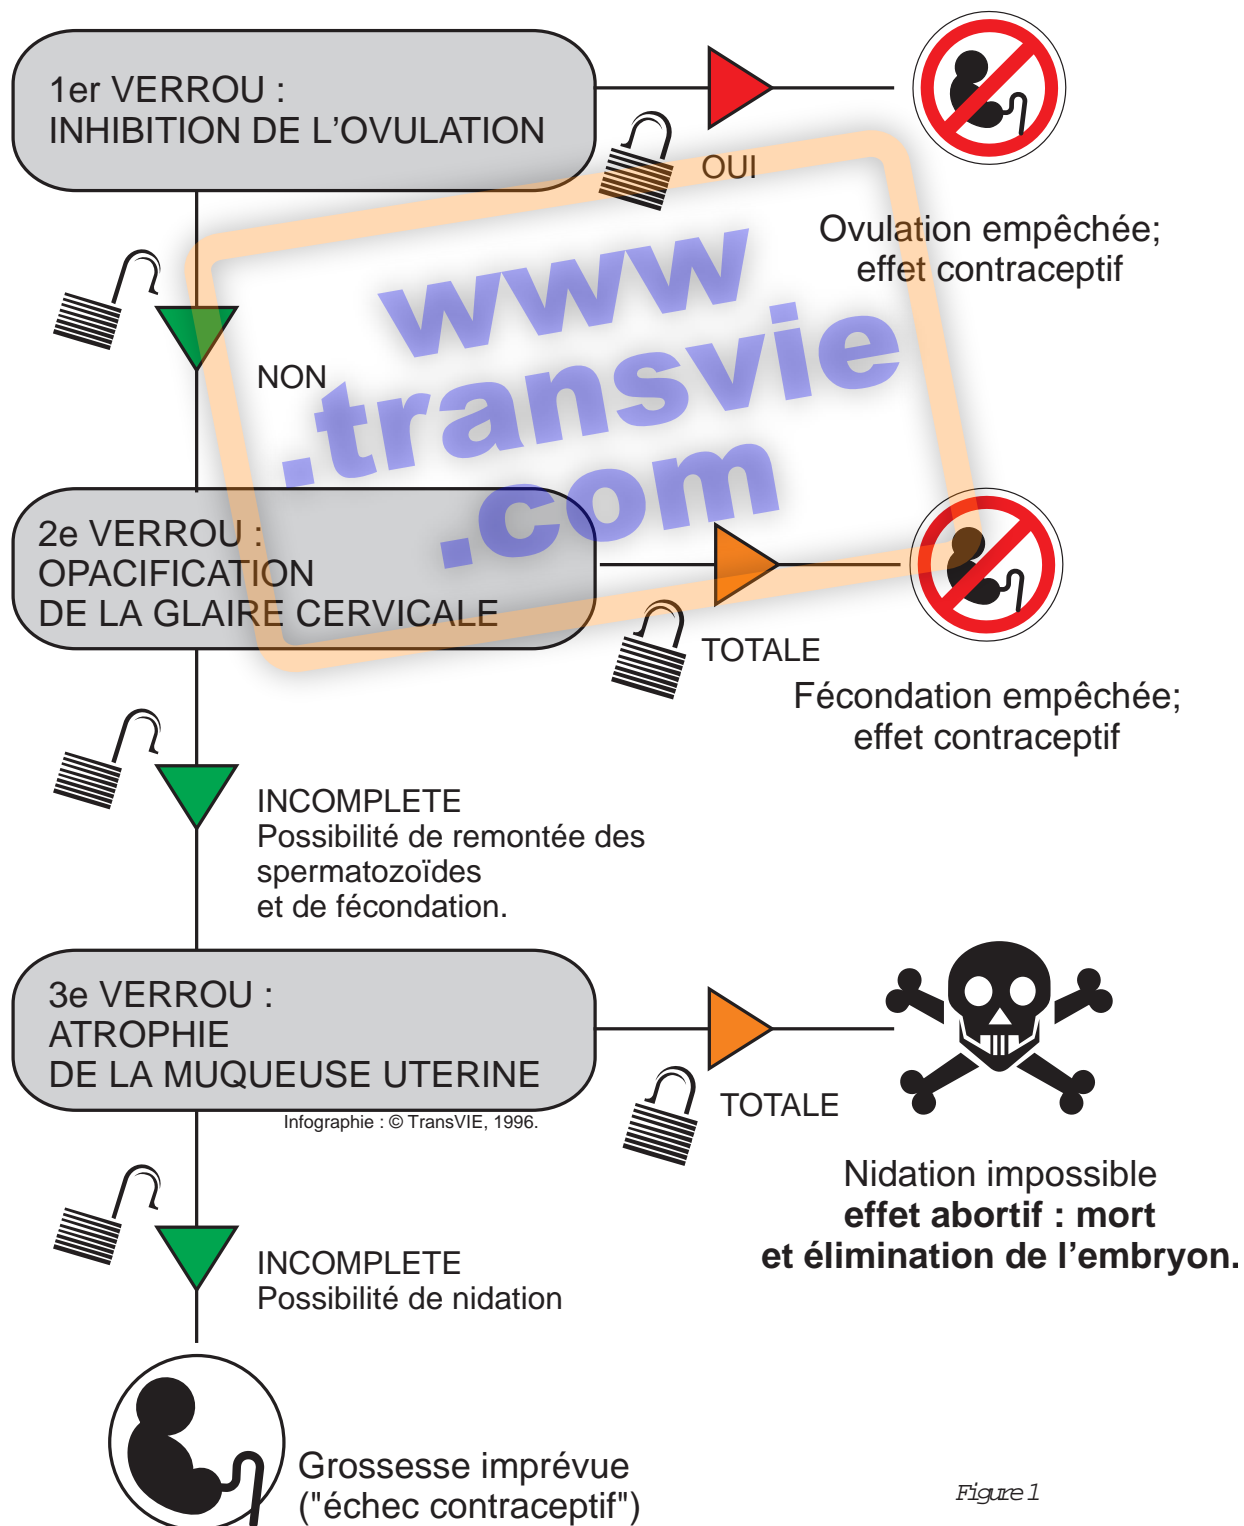 1er VERROU :
INHIBITION DE L'OVULATION
OUI
Ovulation empêchée;
effet contraceptif
www
.transvie
.com
NON
2e VERROU :
OPACIFICATION
DE LA GLAIRE CERVICALE
TOTALE
Fécondation empêchée;
effet contraceptif
INCOMPLETE
Possibilité de remontée des
spermatozoïdes
et de fécondation.
3e VERROU :
ATROPHIE
DE LA MUQUEUSE UTERINE
Infographie : © TransVIE, 1996.
TOTALE
Nidation impossible
effet abortif : mort
et élimination de l'embryon.
INCOMPLETE
Possibilité de nidation
Grossesse imprévue
("échec contraceptif")
Figure 1